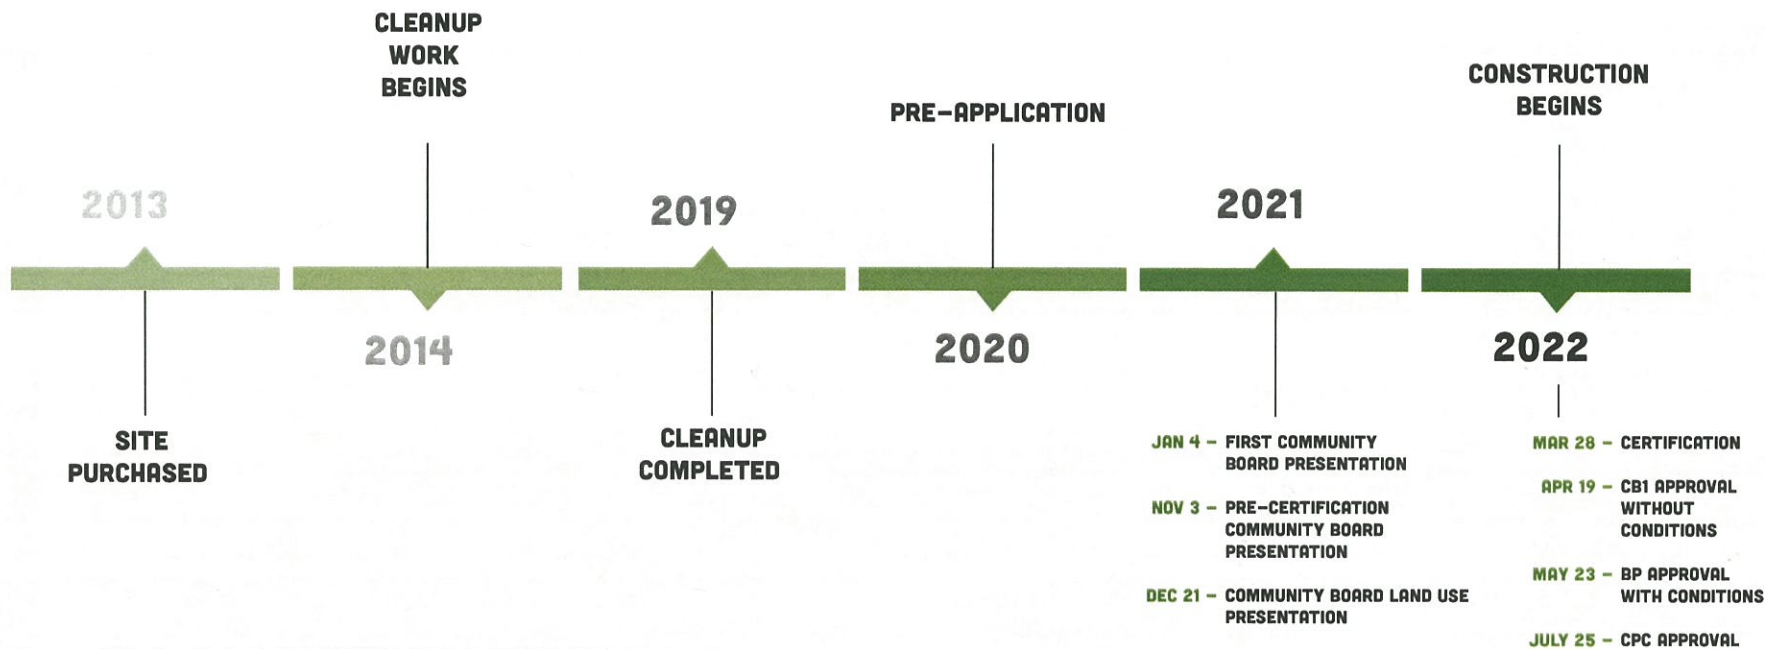 2013
SITE
PURCHASED
CLEANUP
WORK
BEGINS
2014
2019
CLEANUP
COMPLETED
PRE-APPLICATION
2020
2021
JAN 4 – FIRST COMMUNITY
BOARD PRESENTATION
NOV 3 – PRE-CERTIFICATION
COMMUNITY BOARD
PRESENTATION
DEC 21 – COMMUNITY BOARD LAND USE
PRESENTATION
CONSTRUCTION
BEGINS
2022
MAR 28 – CERTIFICATION
APR 19 – CB1 APPROVAL
WITHOUT
CONDITIONS
MAY 23 – BP APPROVAL
WITH CONDITIONS
JULY 25 – CPC APPROVAL